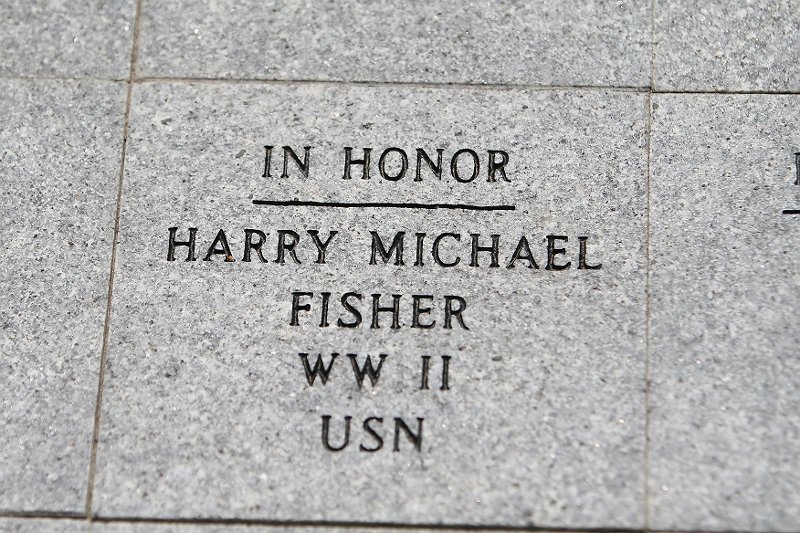 IN HONOR
HARRY MICHAEL
FISHER
WW II
USN